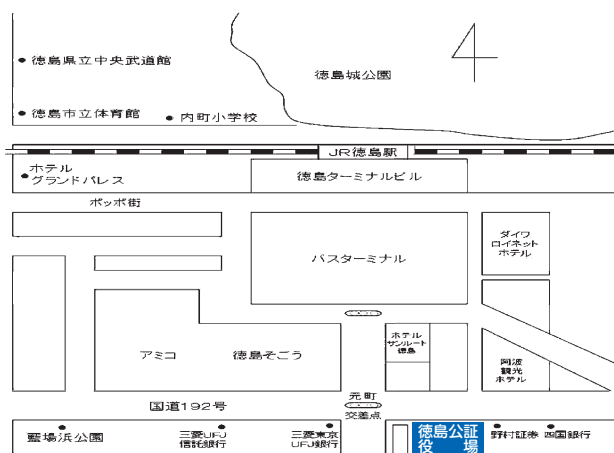 徳島県立中央武道館
徳島城公園
徳島市立体育館
内町小学校
JR徳島駅
ホテル
グランドパレス
徳島ターミナルビル
ポッポ街
バスターミナル
ダイワ
ロイネット
ホテル
ホテル
サンルート
徳島
アミコ
徳島そごう
阿波
観光
ホテル
国道192号
元町
交差点
藍場浜公園
三菱UFJ
信託銀行
三菱東京
UFJ銀行
徳島公証
役場
野村証券
四国銀行